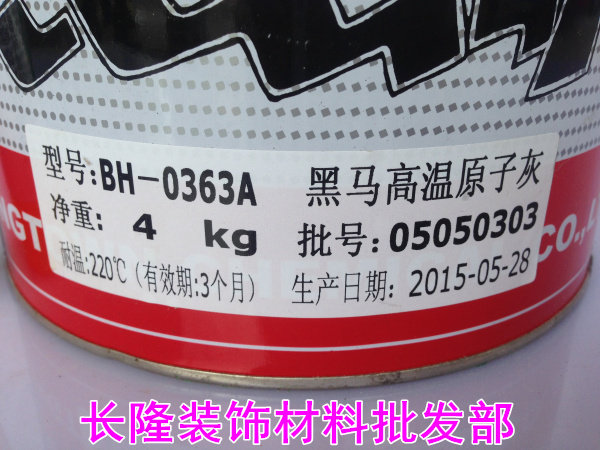 型号:BH-0363A 黑马高温原子灰
净重: 4 kg 批号:05050303
耐温:220℃(有效期:3个月) 生产日期: 2015-05-28
CO.,L
长隆装饰材料批发部